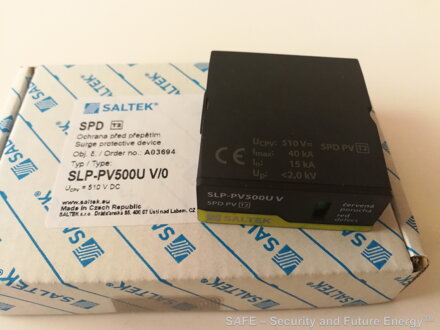 SALTEK®
SPD T2
Ochrana před přepětím
Surge protective device
Obj. č. / Order no.: A03694
Typ / Type:
SLP-PV500U V/0
UCPV = 510 V DC
www.saltek.eu
Made in Czech Republic
SALTEK s.r.o. Drážďanská 85, 400 07 Ústí nad Labem, CZ
UCPV: 510 V=
Imax: 40 kA
In: 15 kA
Up: <2,0 kV
SPD PV T2
CE
SLP-PV500U V
SPD PV T2
SALTEK
červená
porucha
red
defect
SAFE – Security and Future Energy